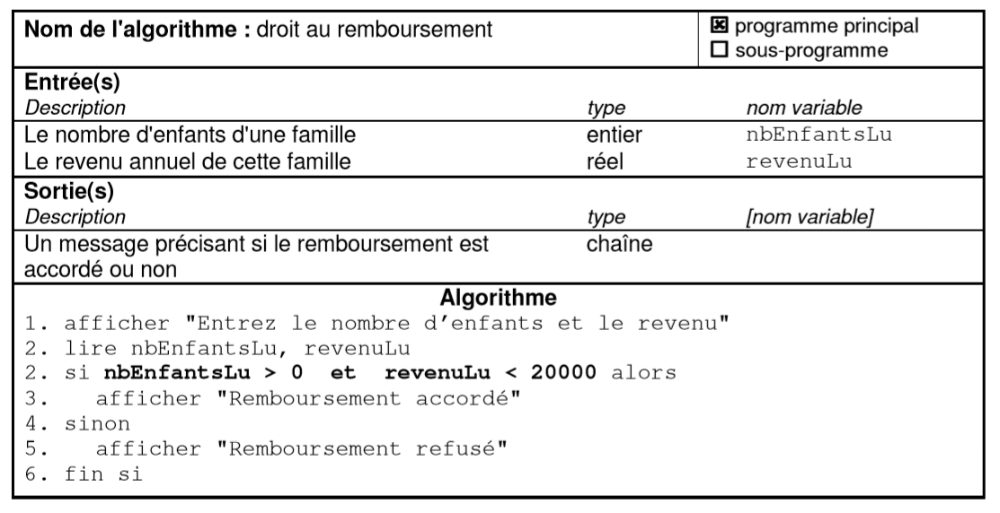 Nom de l'algorithme : droit au remboursement
☒ programme principal
☐ sous-programme
Entrée(s)
Description type nom variable
Le nombre d'enfants d'une famille entier nbEnfantsLu
Le revenu annuel de cette famille réel revenuLu
Sortie(s)
Description type [nom variable]
Un message précisant si le remboursement est chaîne
accordé ou non
Algorithme
1. afficher "Entrez le nombre d’enfants et le revenu"
2. lire nbEnfantsLu, revenuLu
2. si nbEnfantsLu > 0 et revenuLu < 20000 alors
3. afficher "Remboursement accordé"
4. sinon
5. afficher "Remboursement refusé"
6. fin si